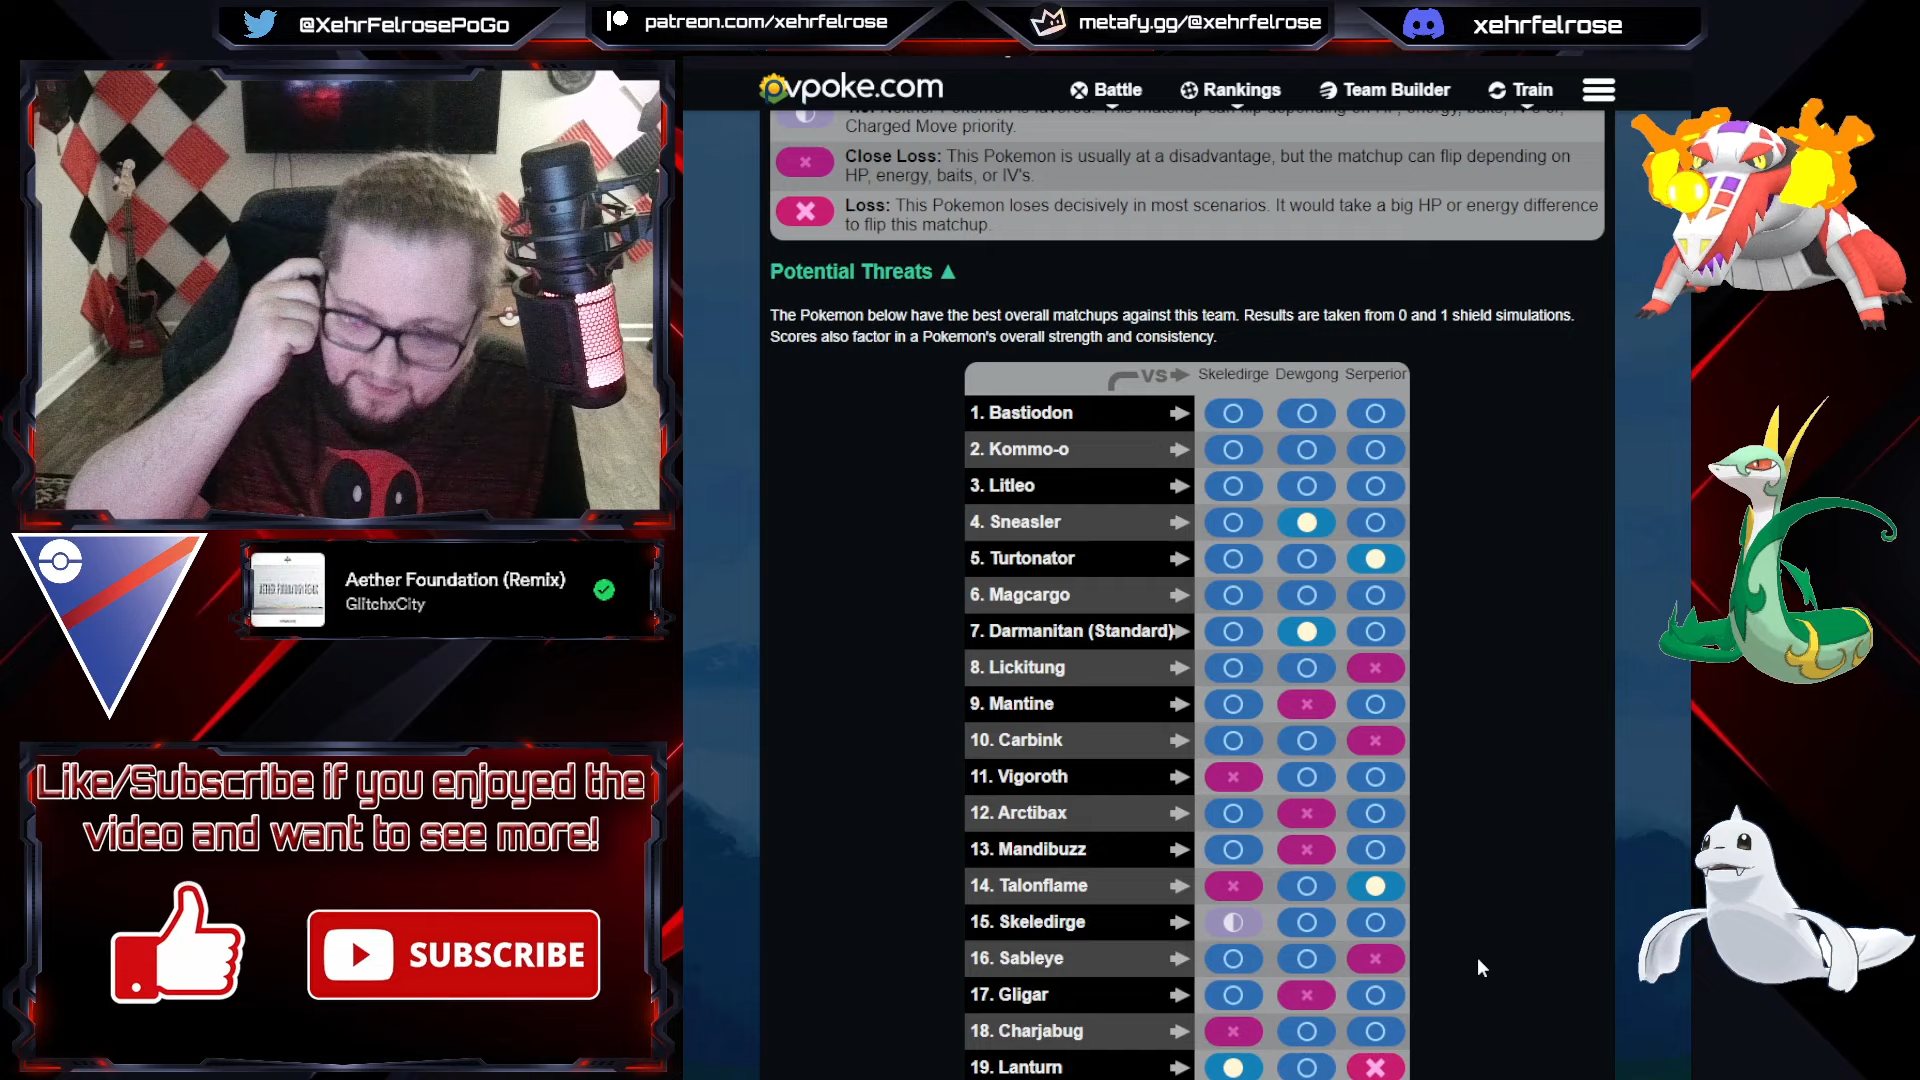 @XehrFelrosePoGo
patreon.com/xehrfelrose
metafy.gg/@xehrfelrose
xehrfelrose
pvpoke.com
Battle
Rankings
Team Builder
Train
Charged Move priority.
Close Loss: This Pokemon is usually at a disadvantage, but the matchup can flip depending on
HP, energy, baits, or IV's.
Loss: This Pokemon loses decisively in most scenarios. It would take a big HP or energy difference
to flip this matchup.
Potential Threats ▲
The Pokemon below have the best overall matchups against this team. Results are taken from 0 and 1 shield simulations.
Scores also factor in a Pokemon's overall strength and consistency.
VS Skeledirge Dewgong Serperior
1. Bastiodon
2. Kommo-o
3. Litleo
4. Sneasler
5. Turtonator
6. Magcargo
7. Darmanitan (Standard)
8. Lickitung
9. Mantine
10. Carbink
11. Vigoroth
12. Arctibax
13. Mandibuzz
14. Talonflame
15. Skeledirge
16. Sableye
17. Gligar
18. Charjabug
19. Lanturn
Aether Foundation (Remix)
GlitchxCity
Like/Subscribe if you enjoyed the
video and want to see more!
SUBSCRIBE